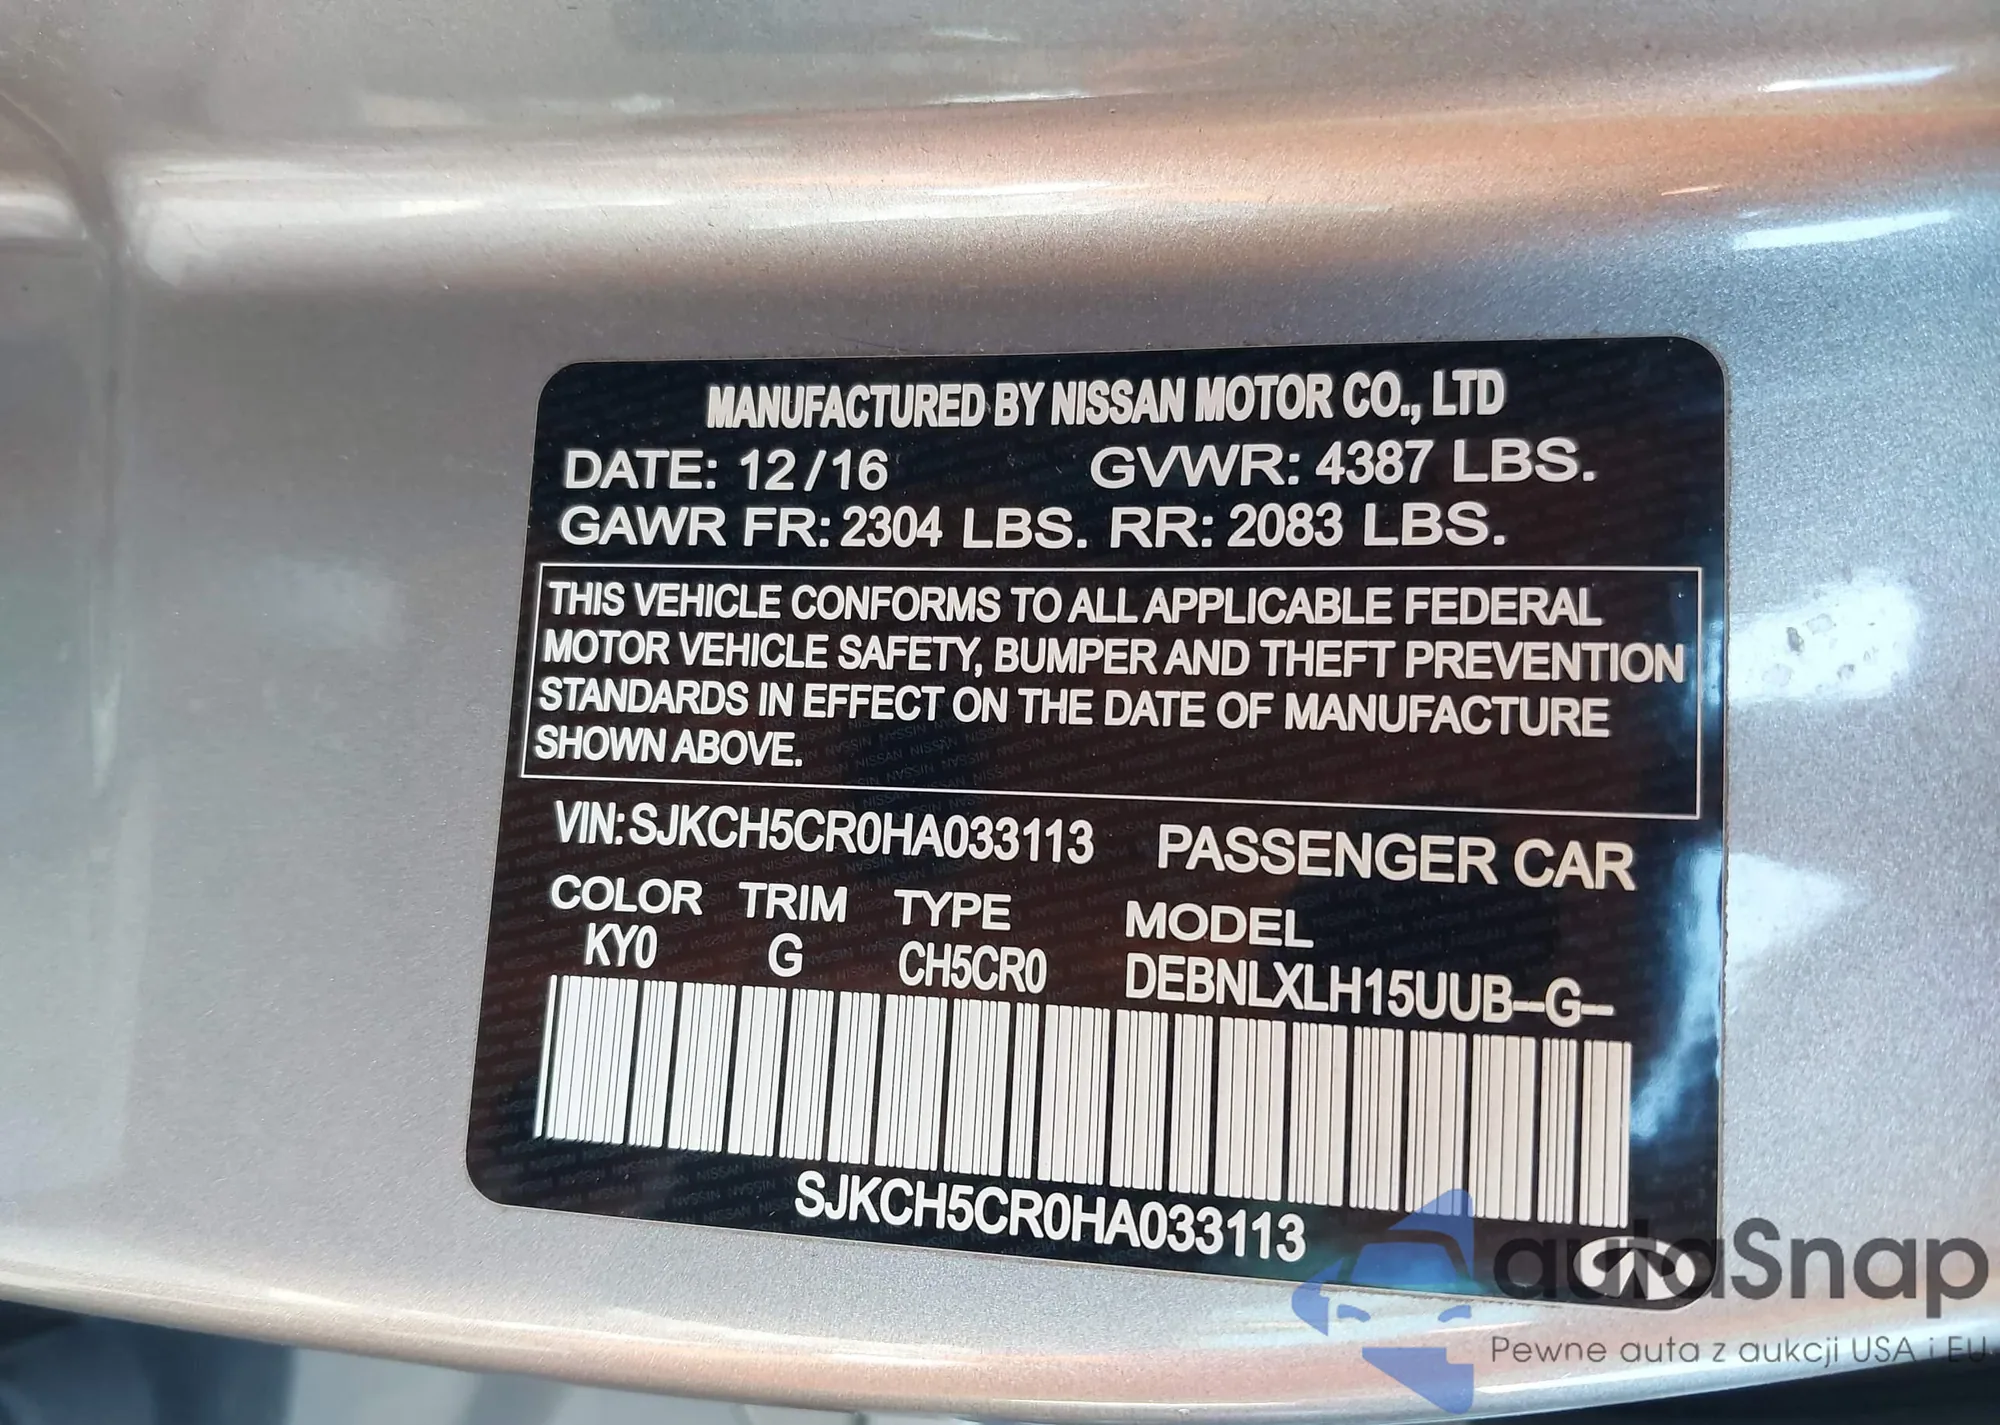 MANUFACTURED BY NISSAN MOTOR CO., LTD
DATE: 12/16 GVWR: 4387 LBS.
GAWR FR: 2304 LBS. RR: 2083 LBS.
THIS VEHICLE CONFORMS TO ALL APPLICABLE FEDERAL
MOTOR VEHICLE SAFETY, BUMPER AND THEFT PREVENTION
STANDARDS IN EFFECT ON THE DATE OF MANUFACTURE
SHOWN ABOVE.
VIN: SJKCH5CR0HA033113 PASSENGER CAR
COLOR TRIM TYPE MODEL
KY0 G CH5CR0 DEBNLXLH15UUB--G--
SJKCH5CR0HA033113
autaSnap
Pewne auta z aukcji USA i EU